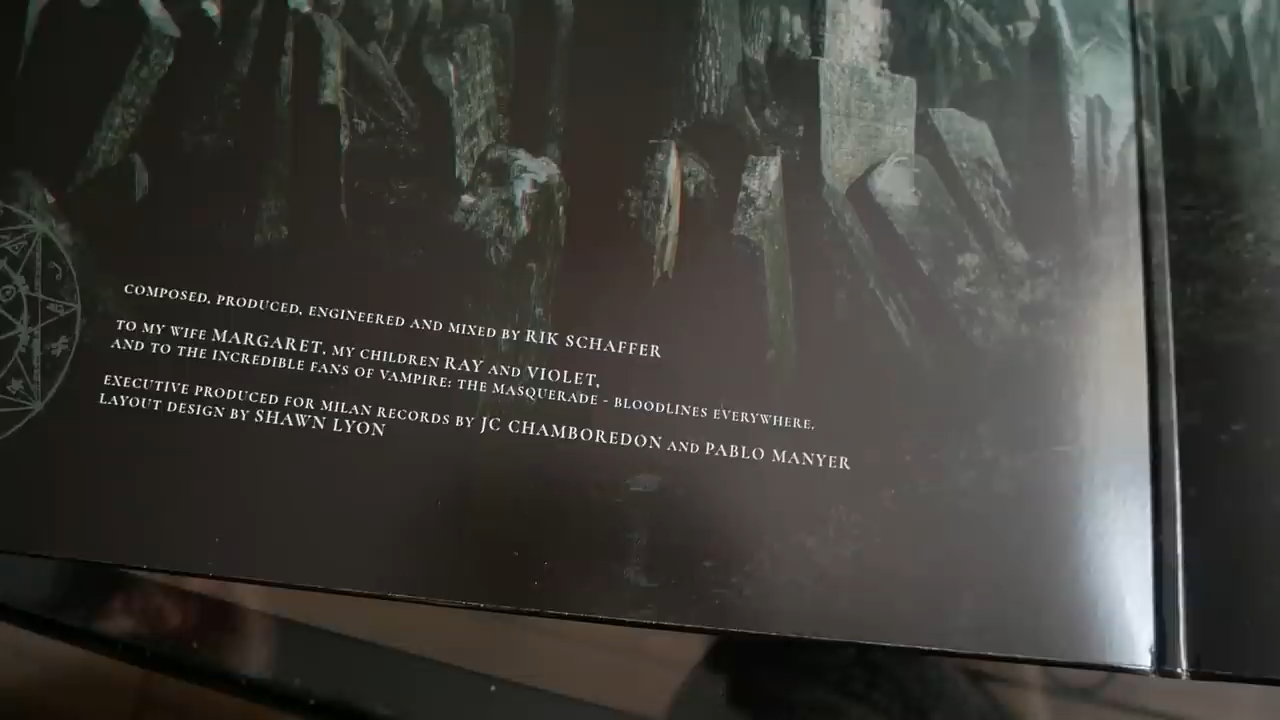 COMPOSED, PRODUCED, ENGINEERED AND MIXED BY RIK SCHAFFER
TO MY WIFE MARGARET, MY CHILDREN RAY AND VIOLET,
AND TO THE INCREDIBLE FANS OF VAMPIRE: THE MASQUERADE - BLOODLINES EVERYWHERE.
EXECUTIVE PRODUCED FOR MILAN RECORDS BY JC CHAMBOREDON AND PABLO MANYER
LAYOUT DESIGN BY SHAWN LYON